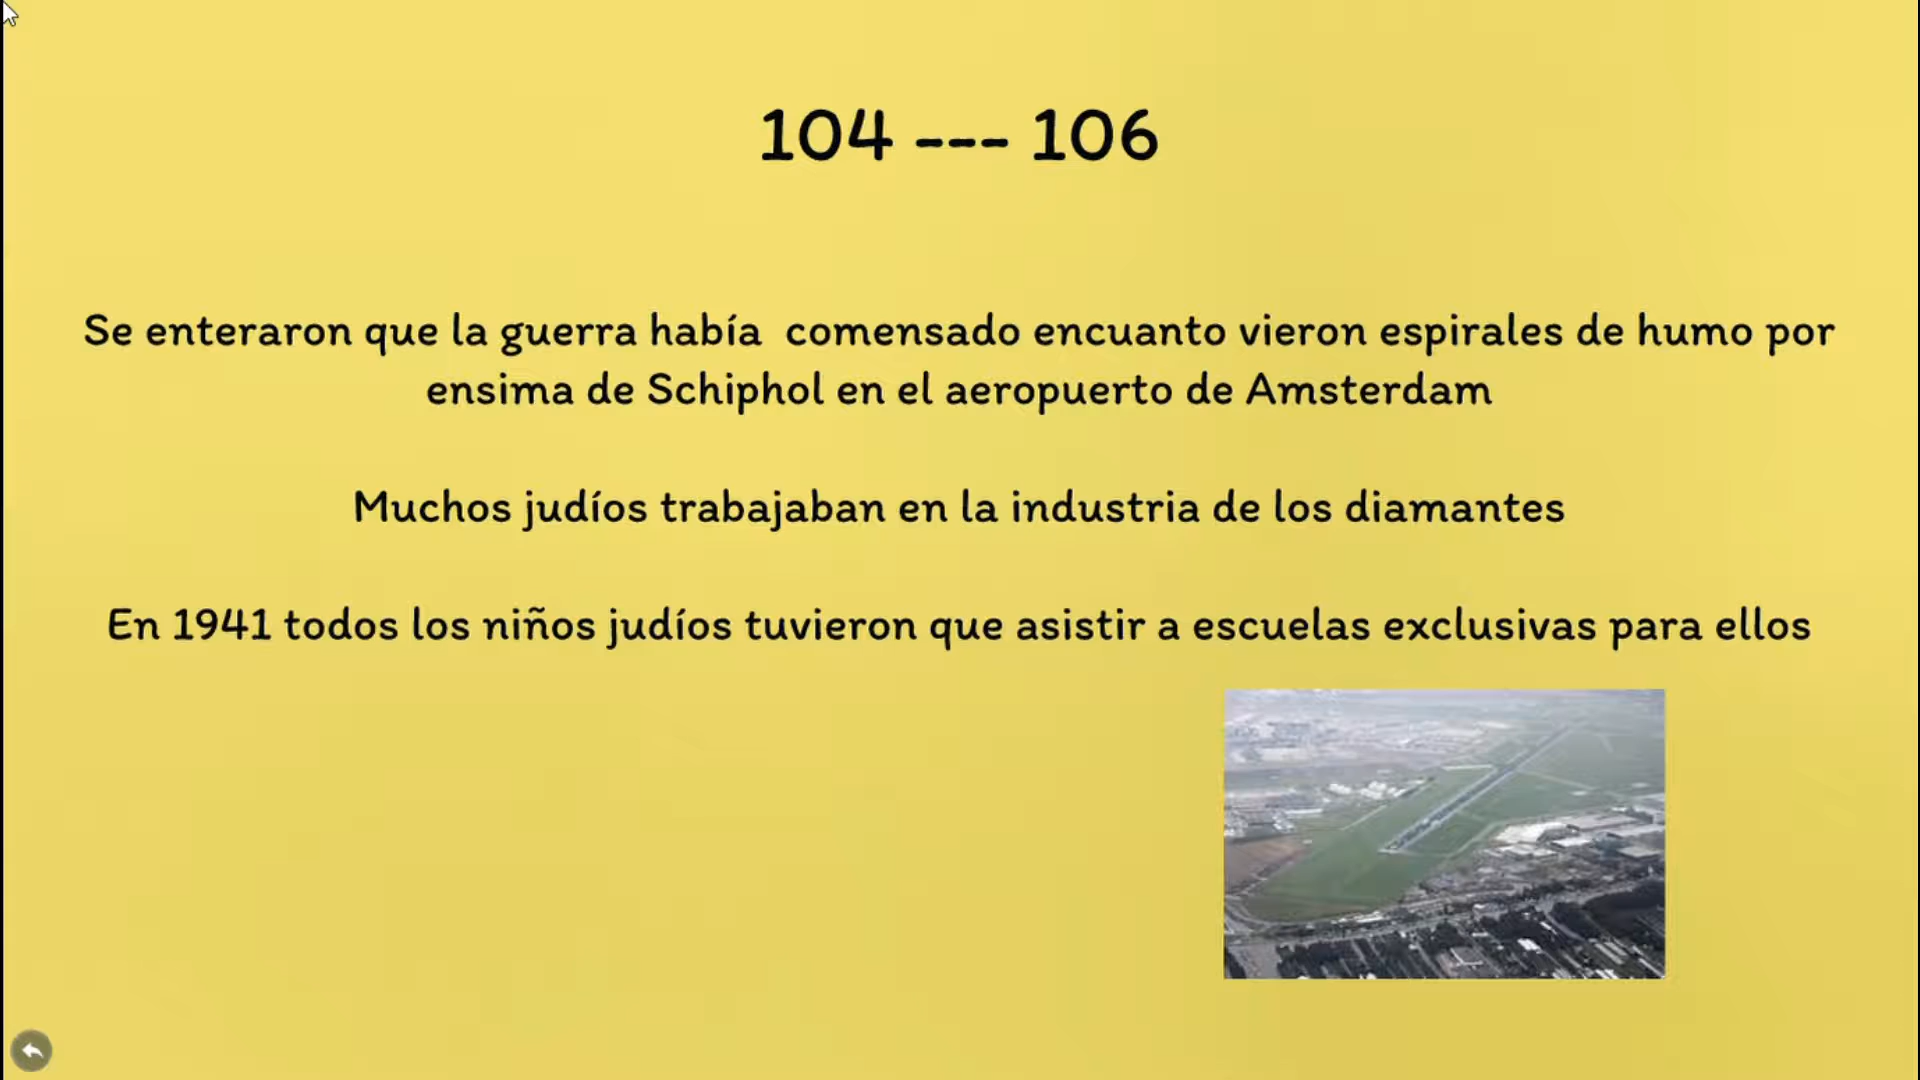 104 --- 106
Se enteraron que la guerra había  comensado encuanto vieron espirales de humo por
ensima de Schiphol en el aeropuerto de Amsterdam
Muchos judíos trabajaban en la industria de los diamantes
En 1941 todos los niños judíos tuvieron que asistir a escuelas exclusivas para ellos